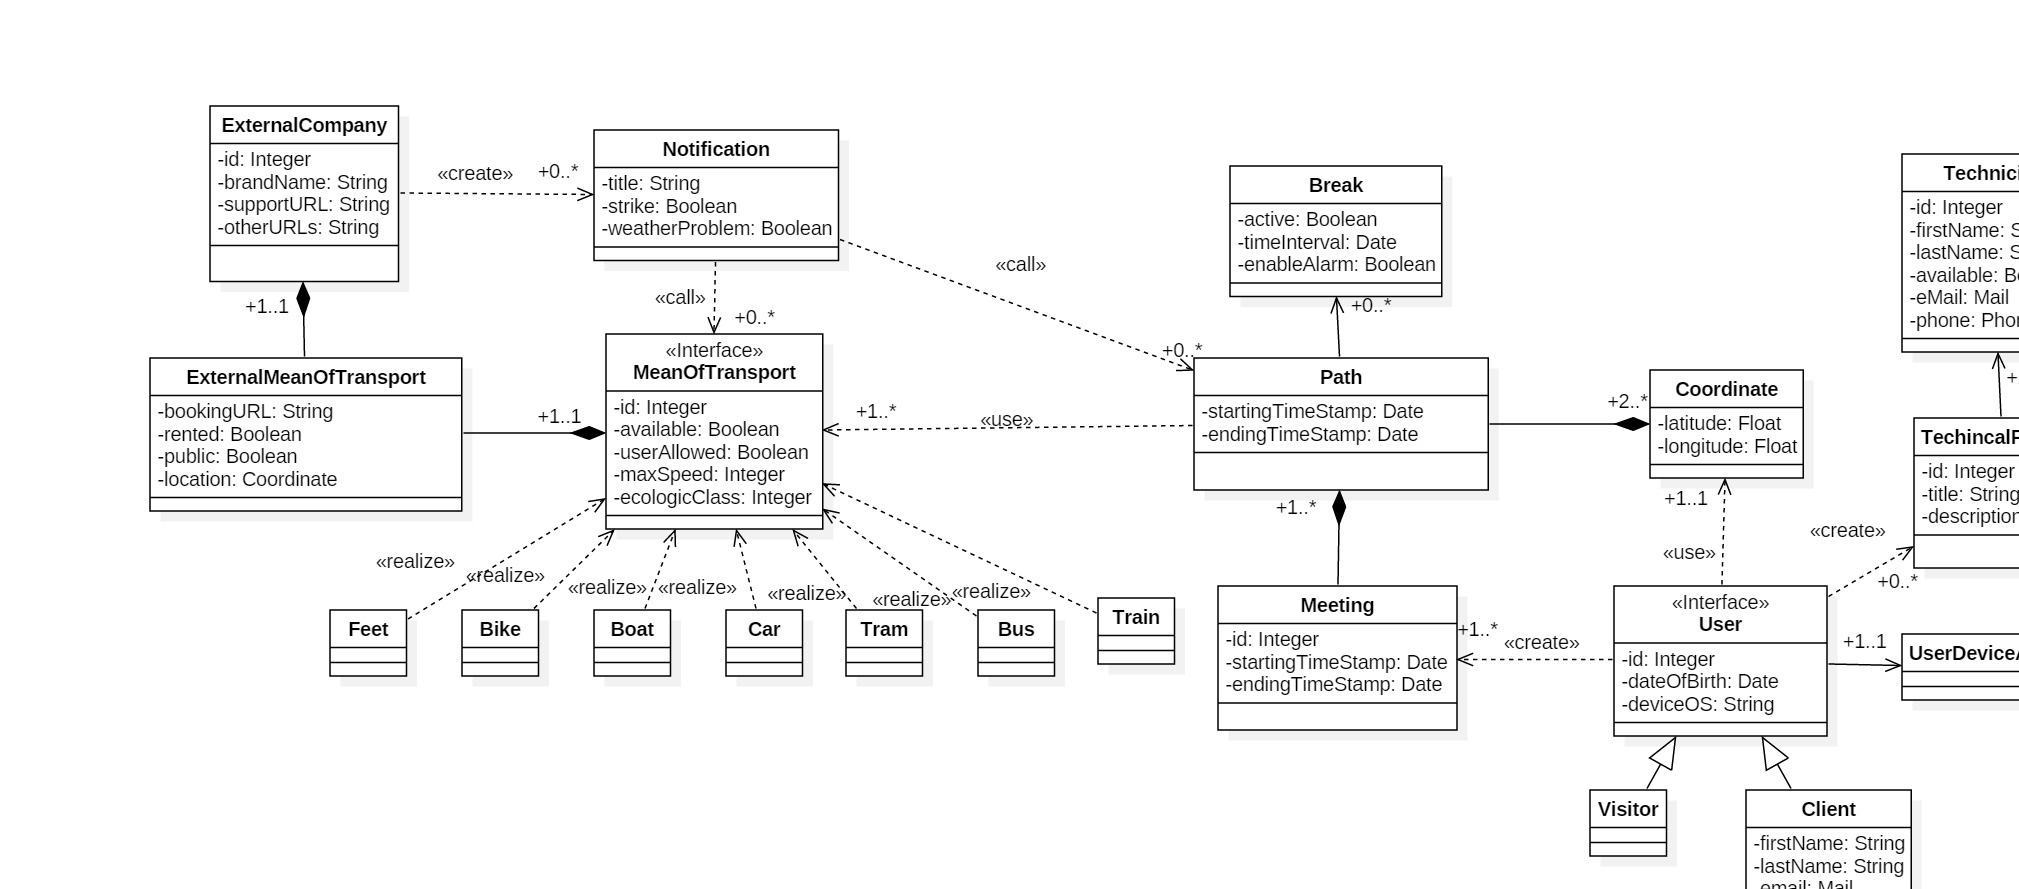 ExternalCompany
-id: Integer
-brandName: String
-supportURL: String
-otherURLs: String
«create»
+0..*
Notification
-title: String
-strike: Boolean
-weatherProblem: Boolean
+1..1
«call»
+0..*
«call»
+0..*
Break
-active: Boolean
-timeInterval: Date
-enableAlarm: Boolean
+0..*
ExternalMeanOfTransport
-bookingURL: String
-rented: Boolean
-public: Boolean
-location: Coordinate
+1..1
«Interface»
MeanOfTransport
-id: Integer
-available: Boolean
-userAllowed: Boolean
-maxSpeed: Integer
-ecologicClass: Integer
+1..*
«use»
Path
-startingTimeStamp: Date
-endingTimeStamp: Date
+2..*
Coordinate
-latitude: Float
-longitude: Float
+1..1
«use»
Technici
-id: Integer
-firstName: S
-lastName: S
-available: Bo
-eMail: Mail
-phone: Phon
+
TechincalF
-id: Integer
-title: String
-description
«create»
+0..*
«realize»
«realize»
«realize»
«realize»
«realize»
«realize»
«realize»
Feet
Bike
Boat
Car
Tram
Bus
Train
+1..*
Meeting
-id: Integer
-startingTimeStamp: Date
-endingTimeStamp: Date
+1..*
«create»
«Interface»
User
-id: Integer
-dateOfBirth: Date
-deviceOS: String
+1..1
UserDeviceA
Visitor
Client
-firstName: String
-lastName: String
-email: Mail